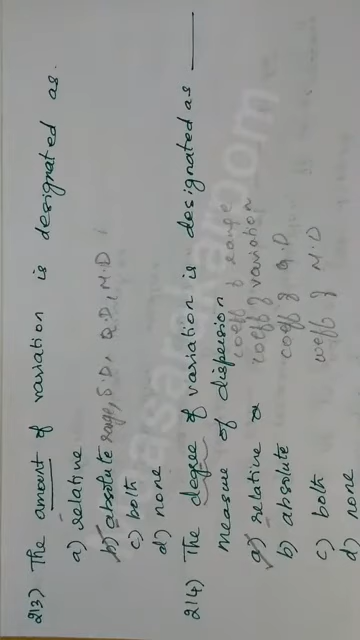 213) The amount of variation is designated as.
a) relative
b) absolute range, S.D, Q.D, M.D
c) both
d) none
214) The degree of variation is designated as ___
measure of dispersion
coeff of range
a) relative or coeff of variation
b) absolute coeff of Q.D
c) both coeff of M.D
d) none